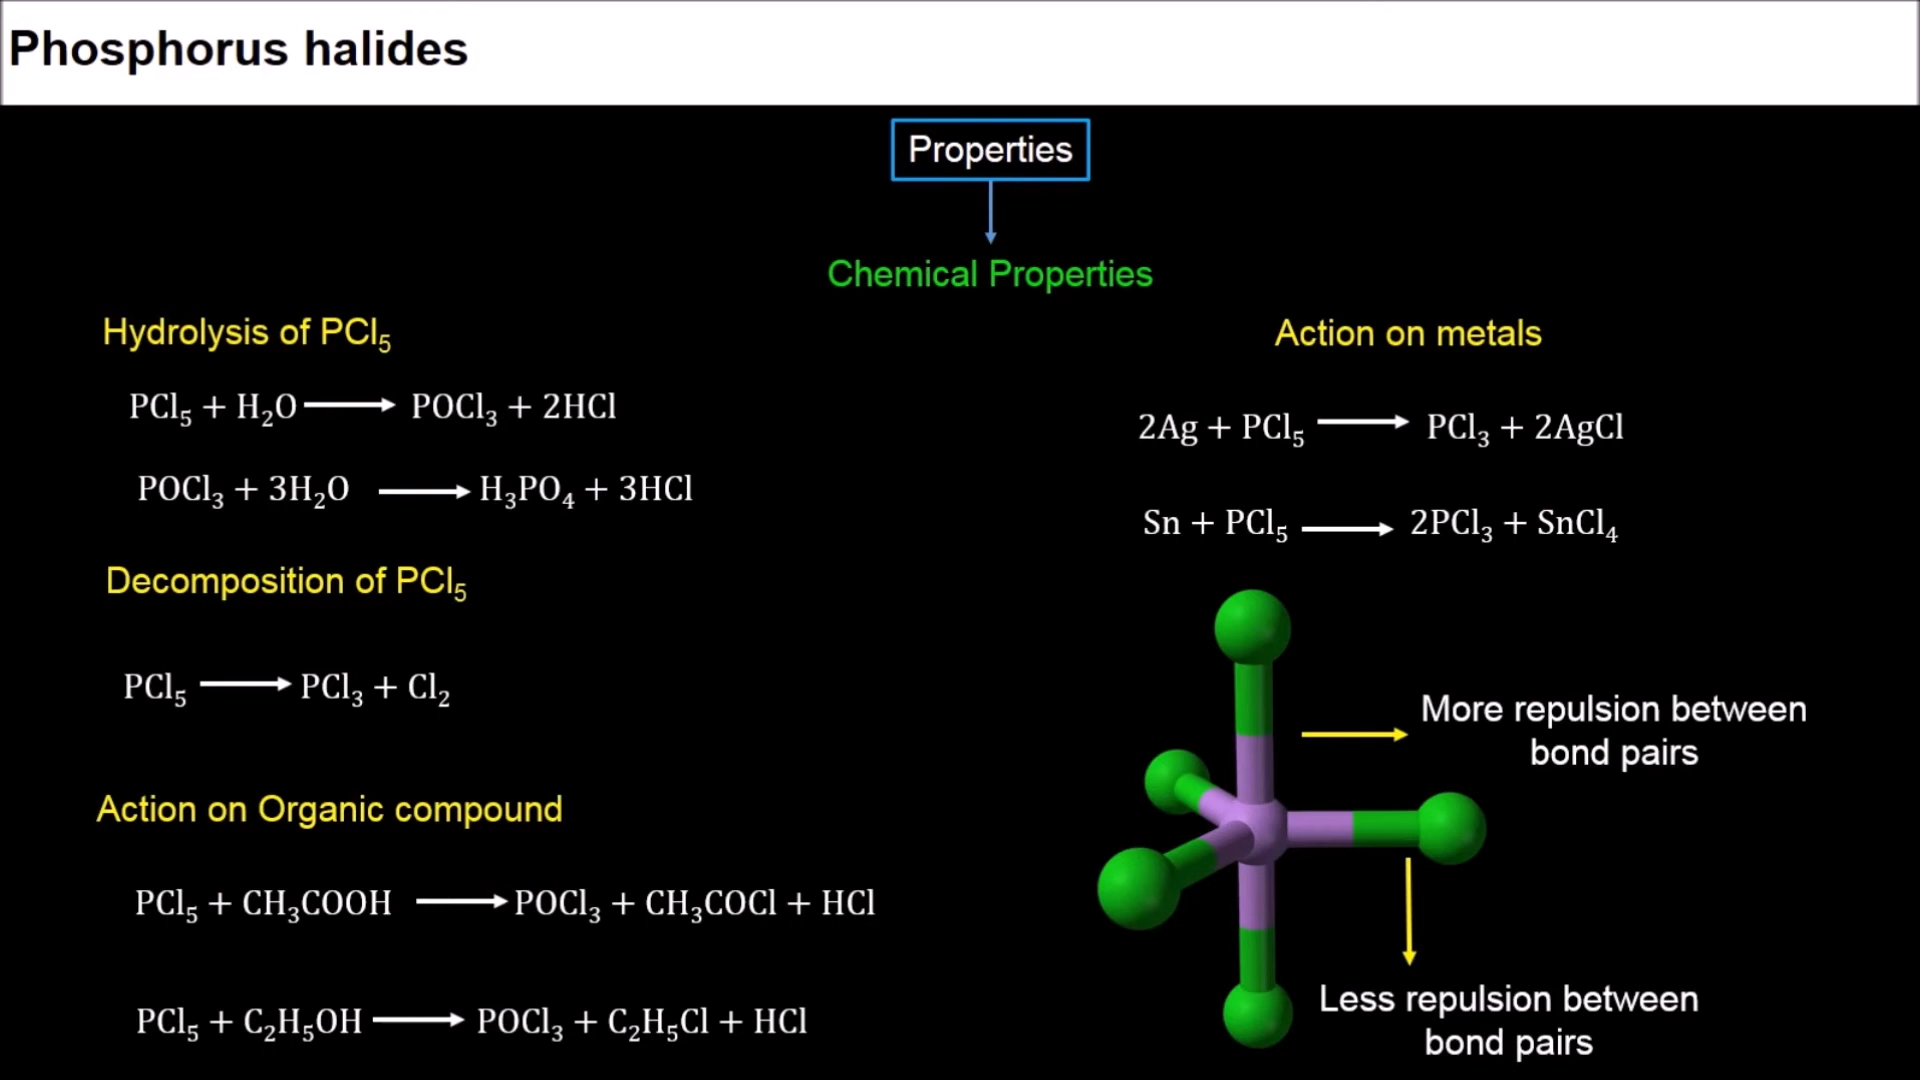 Phosphorus halides
Properties
Chemical Properties
Hydrolysis of PCl₅
PCl₅ + H₂O ⟶ POCl₃ + 2HCl
POCl₃ + 3H₂O ⟶ H₃PO₄ + 3HCl
Decomposition of PCl₅
PCl₅ ⟶ PCl₃ + Cl₂
Action on Organic compound
PCl₅ + CH₃COOH ⟶ POCl₃ + CH₃COCl + HCl
PCl₅ + C₂H₅OH ⟶ POCl₃ + C₂H₅Cl + HCl
Action on metals
2Ag + PCl₅ ⟶ PCl₃ + 2AgCl
Sn + PCl₅ ⟶ 2PCl₃ + SnCl₄
More repulsion between
bond pairs
Less repulsion between
bond pairs